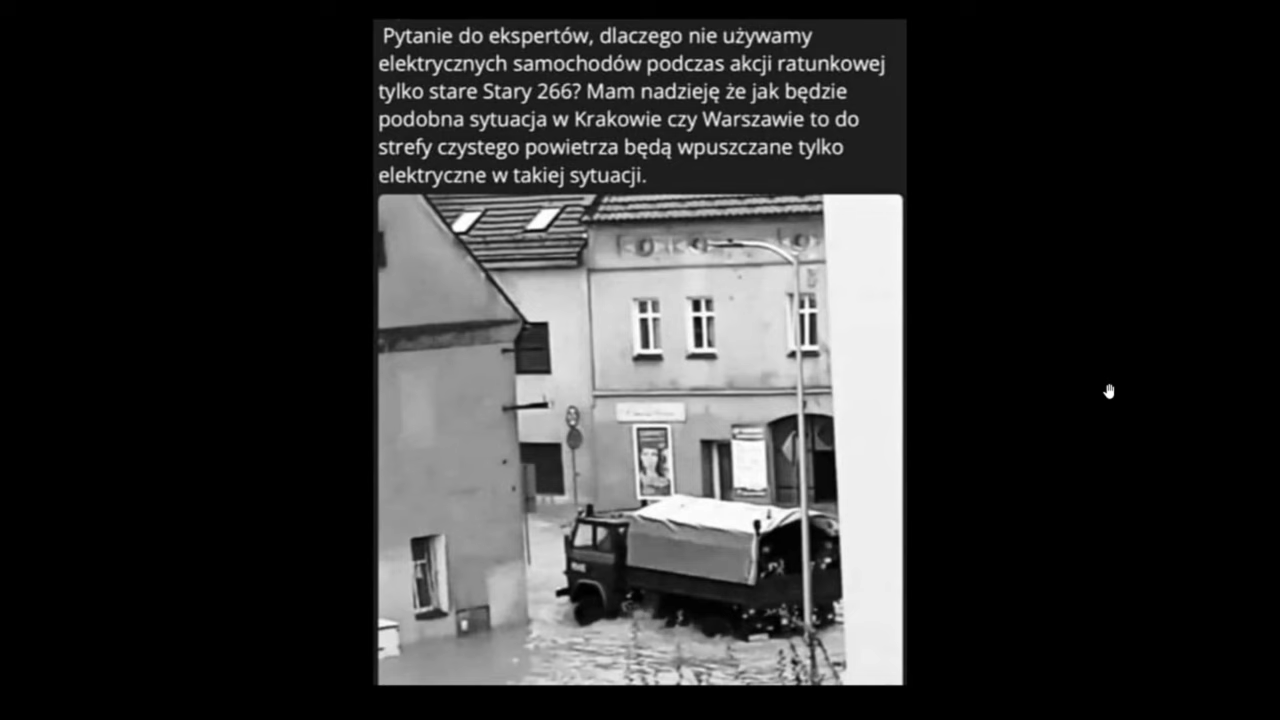 Pytanie do ekspertów, dlaczego nie używamy
elektrycznych samochodów podczas akcji ratunkowej
tylko stare Stary 266? Mam nadzieję że jak będzie
podobna sytuacja w Krakowie czy Warszawie to do
strefy czystego powietrza będą wpuszczane tylko
elektryczne w takiej sytuacji.